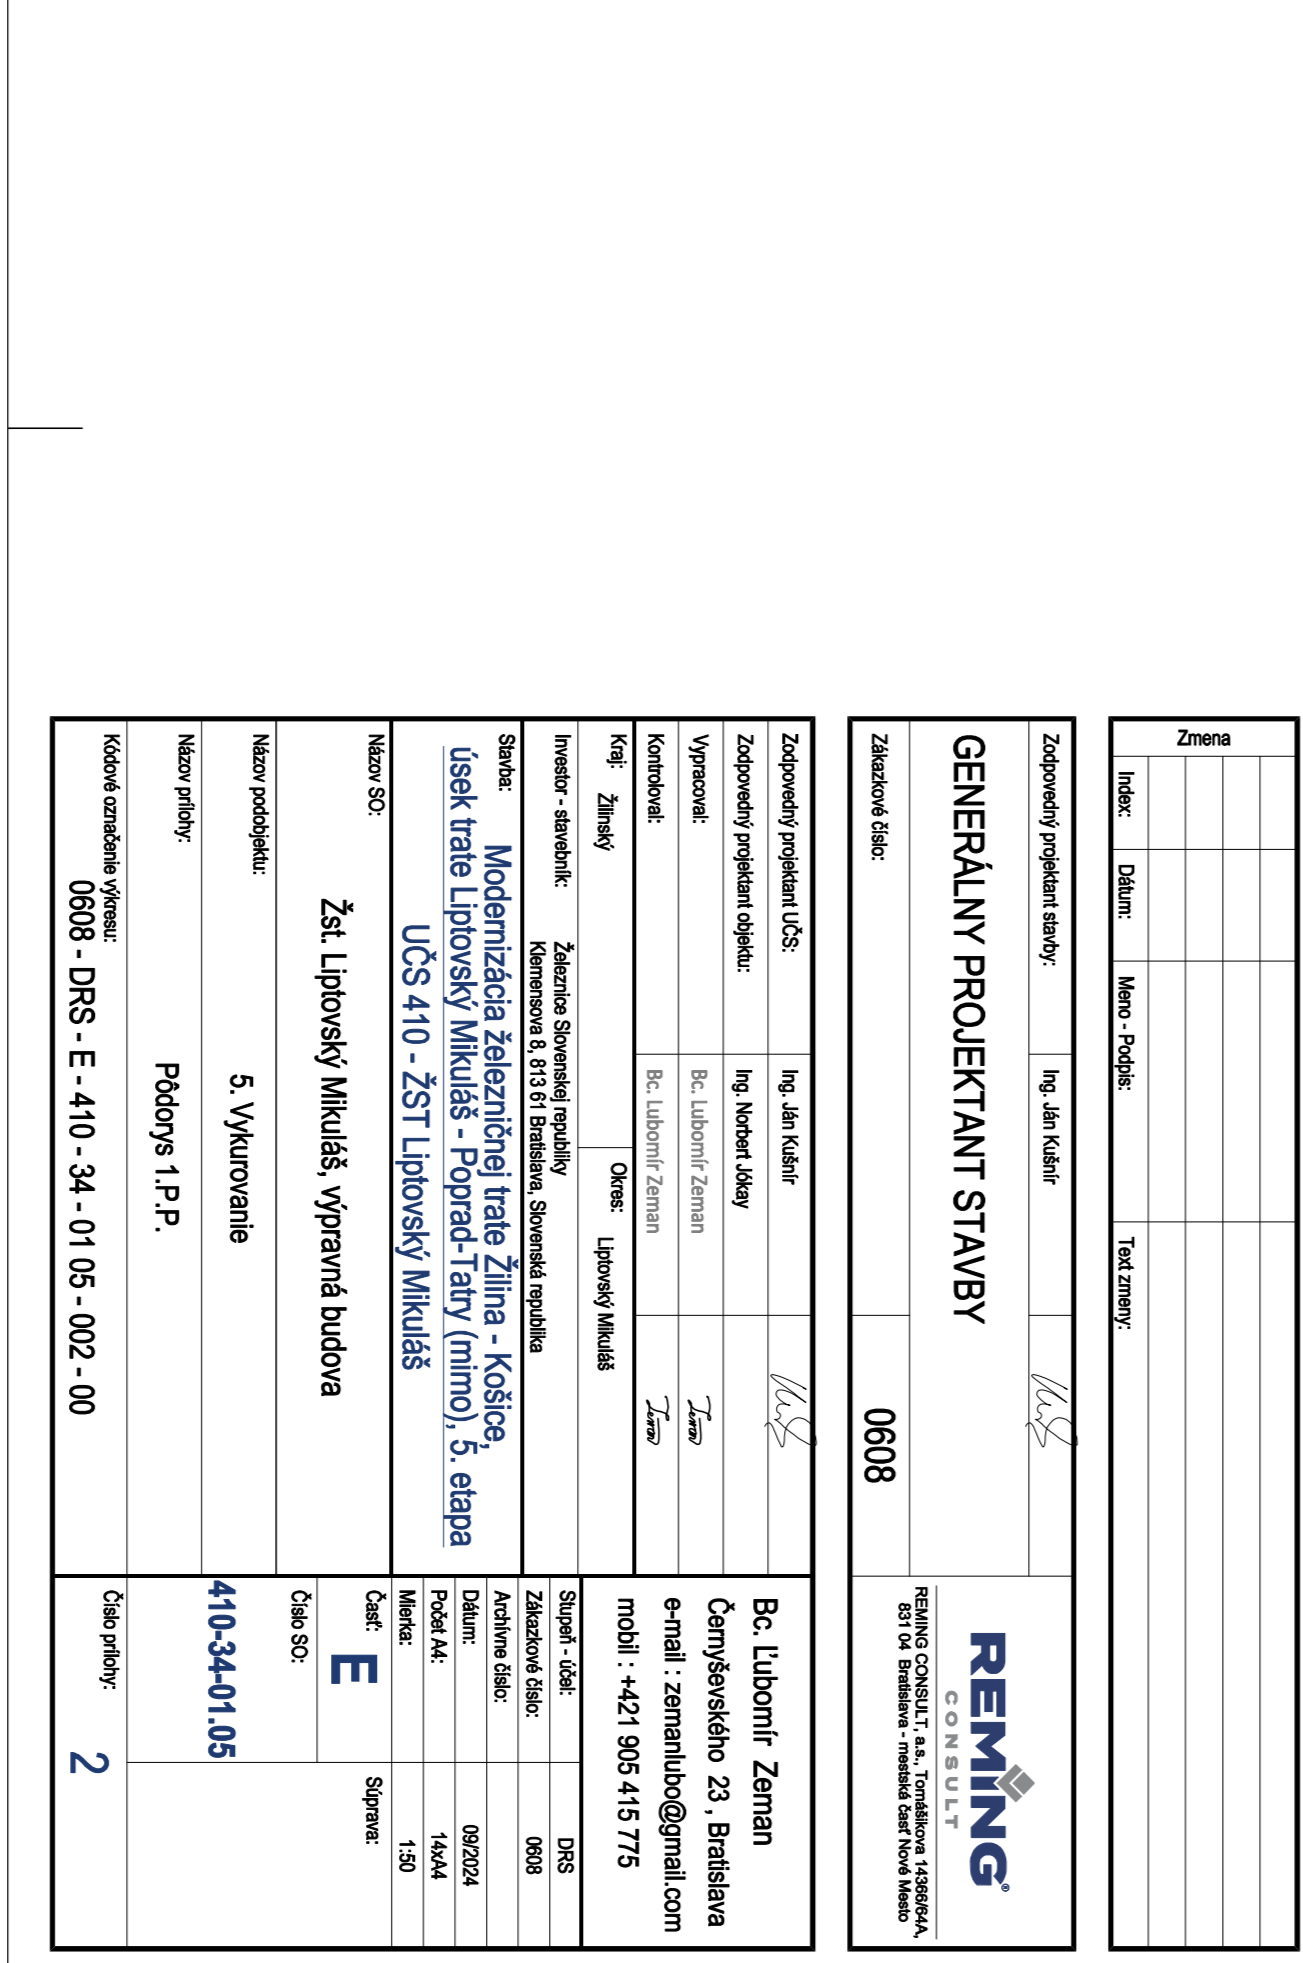 Zmena
Index:
Dátum:
Meno - Podpis:
Text zmeny:
Zodpovedný projektant stavby:
Ing. Ján Kušnír
GENERÁLNY PROJEKTANT STAVBY
Zákazkové číslo:
0608
REMING
CONSULT
REMING CONSULT, a.s., Tomášikova 14366/64A,
831 04 Bratislava - mestská časť Nové Mesto
Zodpovedný projektant UČS:
Ing. Ján Kušnír
Zodpovedný projektant objektu:
Ing. Norbert Jókay
Vypracoval:
Bc. Lubomír Zeman
Zeman
Kontroloval:
Bc. Lubomír Zeman
Zeman
Bc. Ľubomír Zeman
Černyševského 23 , Bratislava
e-mail : zemanlubo@gmail.com
mobil : +421 905 415 775
Kraj: Žilinský
Okres: Liptovský Mikuláš
Investor - stavebník: Železnice Slovenskej republiky
Klemensova 8, 813 61 Bratislava, Slovenská republika
Stavba: Modernizácia železničnej trate Žilina - Košice,
úsek trate Liptovský Mikuláš - Poprad-Tatry (mimo), 5. etapa
UČS 410 - ŽST Liptovský Mikuláš
Stupeň - účel: DRS
Zákazkové číslo: 0608
Archívne číslo:
Dátum: 09/2024
Počet A4: 14xA4
Mierka: 1:50
Názov SO:
Žst. Liptovský Mikuláš, výpravná budova
Časť: E
Súprava:
Číslo SO:
410-34-01.05
Názov podobjektu:
5. Vykurovanie
Názov prílohy:
Pôdorys 1.P.P.
Kódové označenie výkresu:
0608 - DRS - E - 410 - 34 - 01 05 - 002 - 00
Číslo prílohy:
2